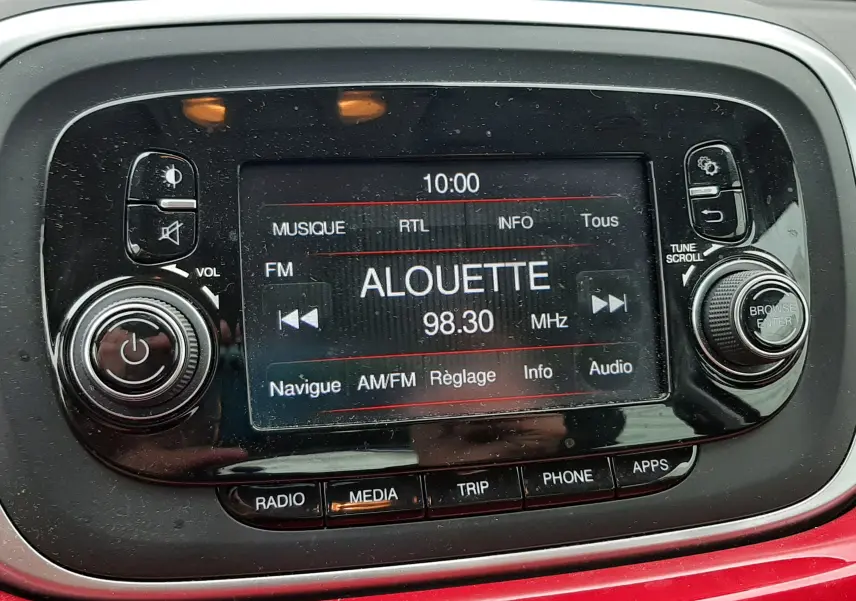 10:00
MUSIQUE RTL INFO Tous
FM
ALOUETTE
98.30 MHz
Navigue AM/FM Règlage Info Audio
VOL
TUNE
SCROLL
BROWSE
ENTER
RADIO MEDIA TRIP PHONE APPS